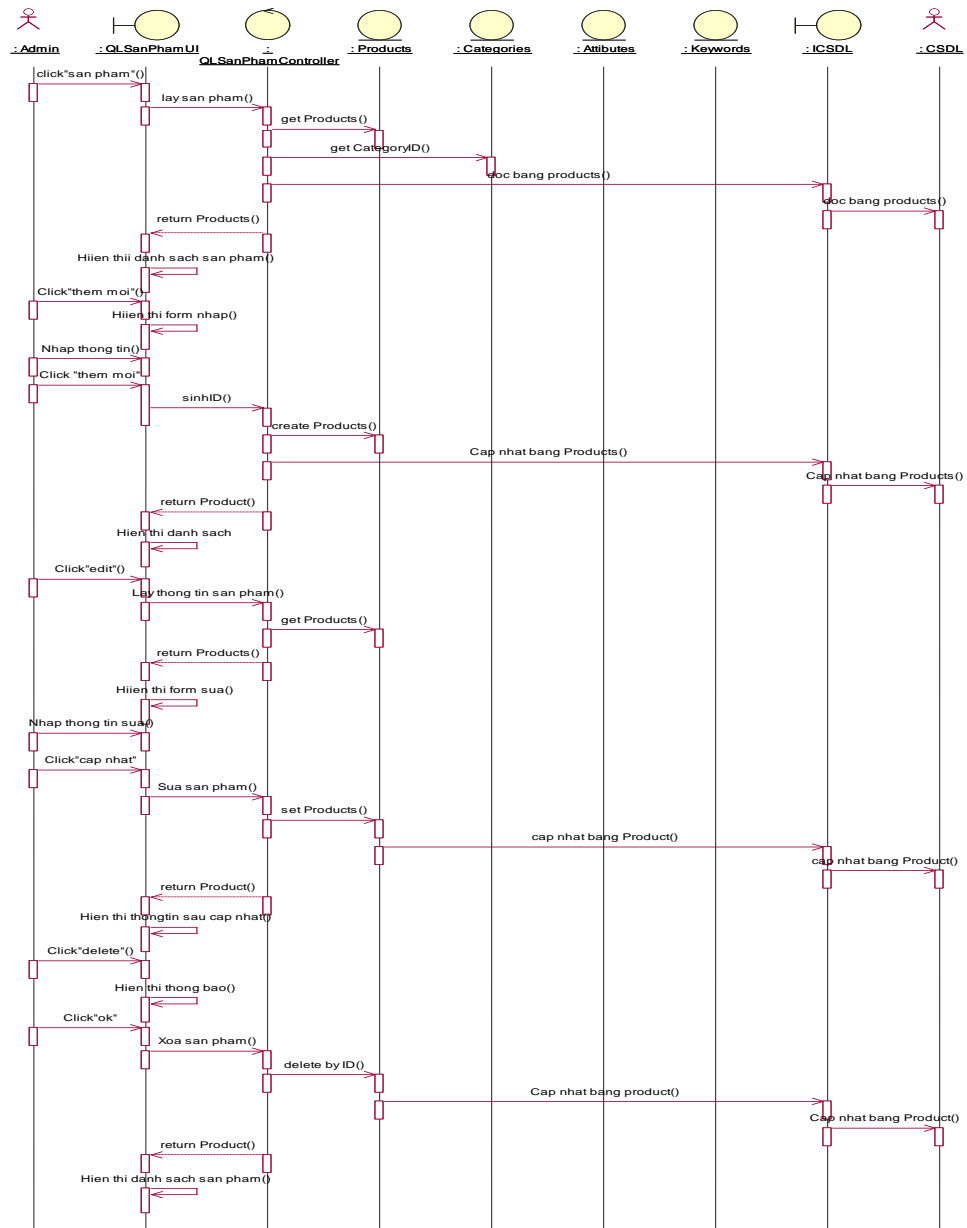 : Admin
: QLSanPhamUI
:
QLSanPhamController
: Products
: Categories
: Attibutes
: Keywords
: ICSDL
: CSDL
click"san pham"()
lay san pham()
get Products()
get CategoryID()
doc bang products()
doc bang products()
return Products()
Hiien thii danh sach san pham()
Click"them moi"()
Hiien thi form nhap()
Nhap thong tin()
Click "them moi"
sinhID()
create Products()
Cap nhat bang Products()
Cap nhat bang Products()
return Product()
Hien thi danh sach
Click"edit"()
Lay thong tin san pham()
get Products()
return Products()
Hiien thi form sua()
Nhap thong tin sua()
Click"cap nhat"
Sua san pham()
set Products()
cap nhat bang Product()
cap nhat bang Product()
return Product()
Hien thi thongtin sau cap nhat()
Click"delete"()
Hien thi thong bao()
Click"ok"
Xoa san pham()
delete by ID()
Cap nhat bang product()
Cap nhat bang Product()
return Product()
Hien thi danh sach san pham()